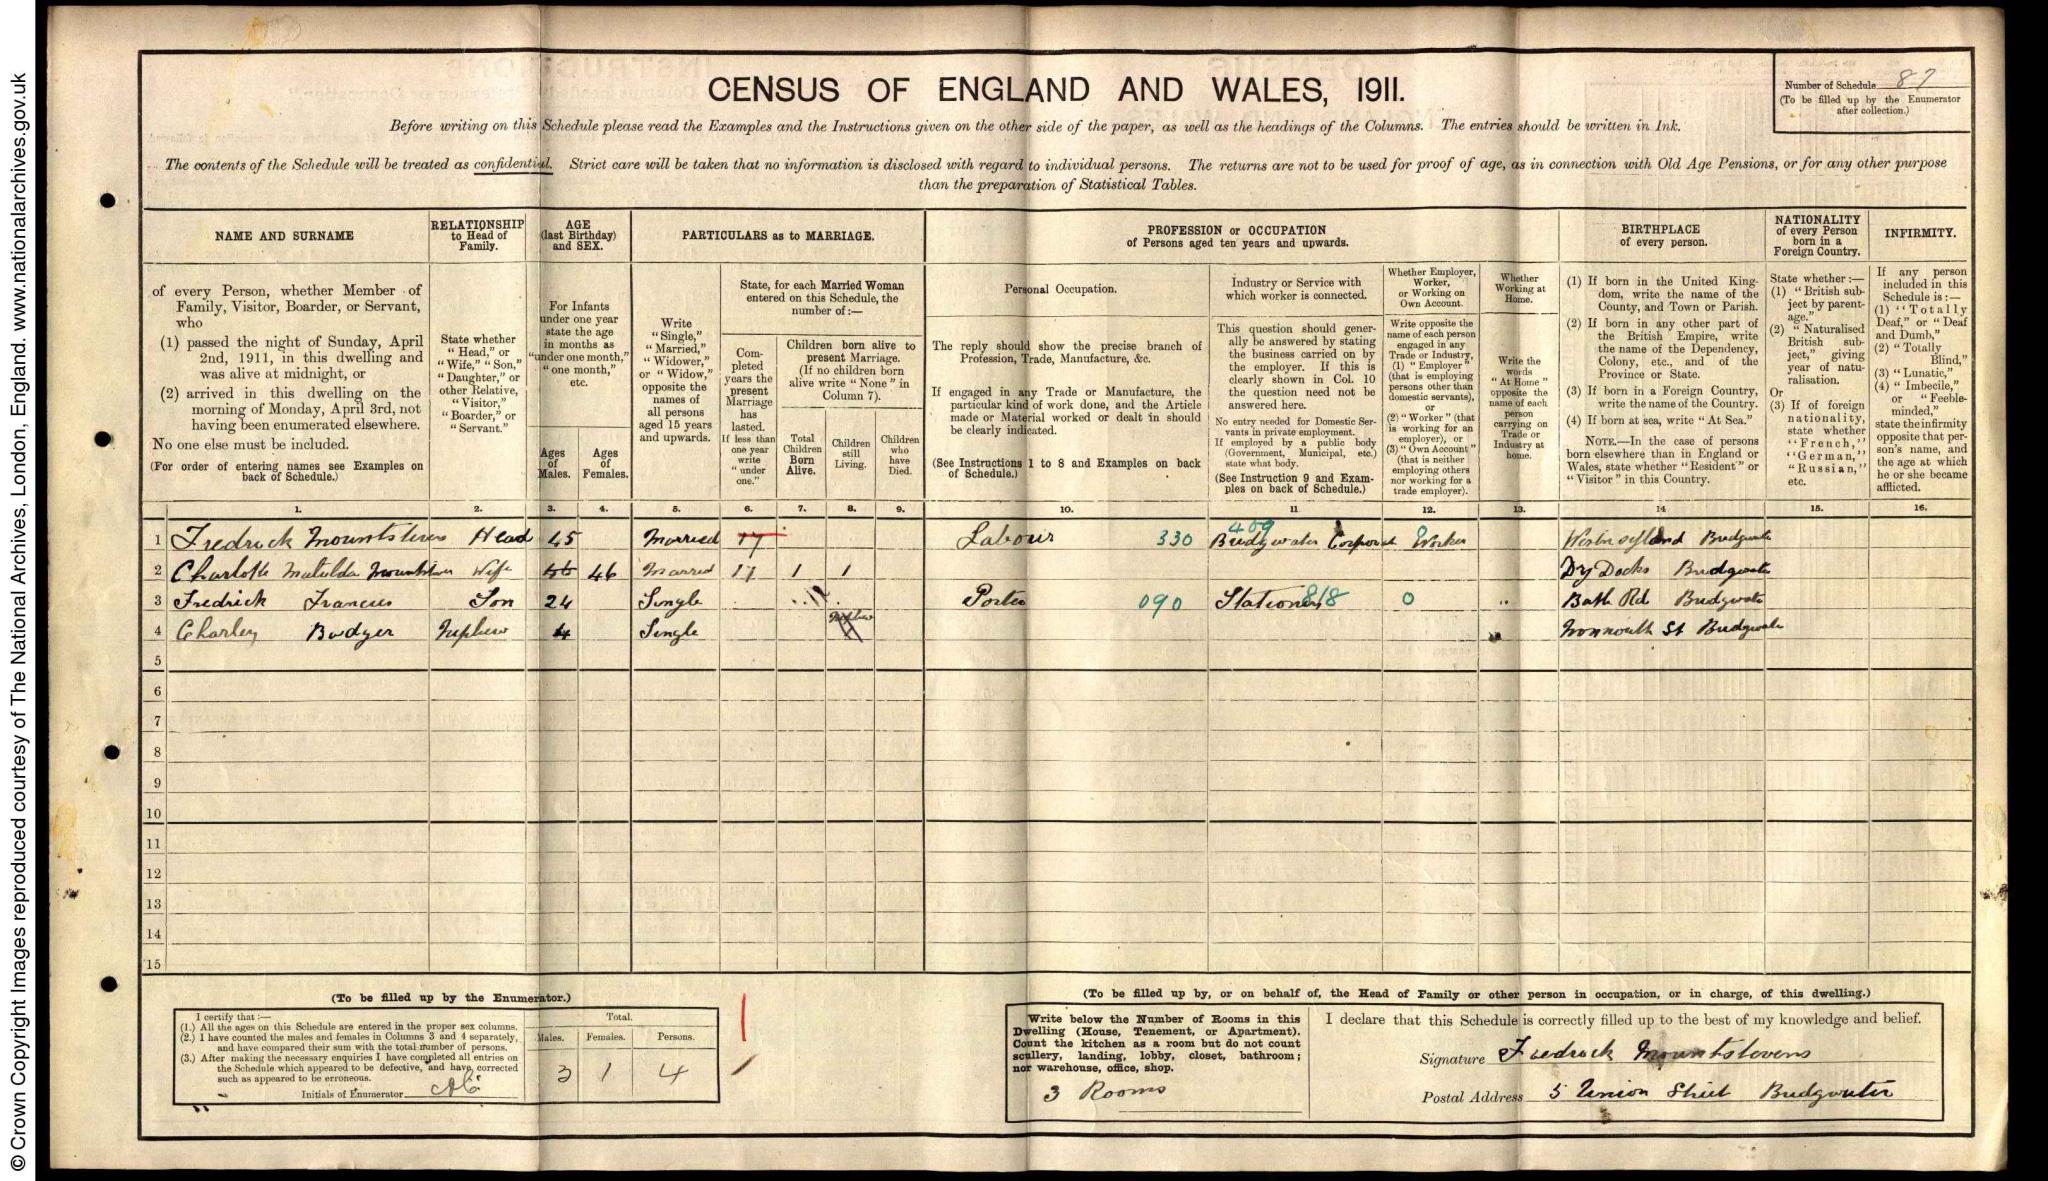 © Crown Copyright Images reproduced courtesy of The National Archives, London, England. www.nationalarchives.gov.uk
CENSUS OF ENGLAND AND WALES, 1911.
Number of Schedule 87
(To be filled up by the Enumerator
after collection.)
Before writing on this Schedule please read the Examples and the Instructions given on the other side of the paper, as well as the headings of the Columns. The entries should be written in Ink.
The contents of the Schedule will be treated as confidential. Strict care will be taken that no information is disclosed with regard to individual persons. The returns are not to be used for proof of age, as in connection with Old Age Pensions, or for any other purpose
than the preparation of Statistical Tables.
NAME AND SURNAME
of every Person, whether Member of
Family, Visitor, Boarder, or Servant,
who
(1) passed the night of Sunday, April
2nd, 1911, in this dwelling and
was alive at midnight, or
(2) arrived in this dwelling on the
morning of Monday, April 3rd, not
having been enumerated elsewhere.
No one else must be included.
(For order of entering names see Examples on
back of Schedule.)
RELATIONSHIP
to Head of
Family.
State whether
"Head," or
"Wife," "Son,"
"Daughter," or
other Relative,
"Visitor,"
"Boarder," or
"Servant."
AGE
(last Birthday)
and SEX.
For Infants
under one year
state the age
in months as
"under one month,"
"one month,"
etc.
Ages
of
Males.
Ages
of
Females.
PARTICULARS as to MARRIAGE.
Write
"Single,"
"Married,"
"Widower,"
or "Widow,"
opposite the
names of
all persons
aged 15 years
and upwards.
State, for each Married Woman
entered on this Schedule, the
number of:—
Com-
pleted
years the
present
Marriage
has
lasted.
If less than
one year
write
"under
one."
Children born alive to
present Marriage.
(If no children born
alive write "None" in
Column 7).
Total
Children
Born
Alive.
Children
still
Living.
Children
who
have
Died.
PROFESSION or OCCUPATION
of Persons aged ten years and upwards.
Personal Occupation.
The reply should show the precise branch of
Profession, Trade, Manufacture, &c.
If engaged in any Trade or Manufacture, the
particular kind of work done, and the Article
made or Material worked or dealt in should
be clearly indicated.
(See Instructions 1 to 8 and Examples on back
of Schedule.)
Industry or Service with
which worker is connected.
This question should gener-
ally be answered by stating
the business carried on by
the employer. If this is
clearly shown in Col. 10
the question need not be
answered here.
No entry needed for Domestic Ser-
vants in private employment.
If employed by a public body
(Government, Municipal, etc.)
state what body.
(See Instruction 9 and Exam-
ples on back of Schedule.)
Whether Employer,
Worker,
or Working on
Own Account.
Write opposite the
name of each person
engaged in any
Trade or Industry,
(1) "Employer"
(that is employing
persons other than
domestic servants),
or
(2) "Worker" (that
is working for an
employer), or
(3) "Own Account"
(that is neither
employing others
nor working for a
trade employer).
Whether
Working at
Home.
Write the
words
"At Home"
opposite the
name of each
person
carrying on
Trade or
Industry at
home.
BIRTHPLACE
of every person.
(1) If born in the United King-
dom, write the name of the
County, and Town or Parish.
(2) If born in any other part of
the British Empire, write
the name of the Dependency,
Colony, etc., and of the
Province or State.
(3) If born in a Foreign Country,
write the name of the Country.
(4) If born at sea, write "At Sea."
NOTE.—In the case of persons
born elsewhere than in England or
Wales, state whether "Resident" or
"Visitor" in this Country.
NATIONALITY
of every Person
born in a
Foreign Country.
State whether:—
(1) "British sub-
ject by parent-
age."
(2) "Naturalised
British sub-
ject," giving
year of natu-
ralisation.
Or
(3) If of foreign
nationality,
state whether
"French,"
"German,"
"Russian,"
etc.
INFIRMITY.
If any person
included in this
Schedule is:—
(1) "Totally
Deaf," or "Deaf
and Dumb,"
(2) "Totally
Blind,"
(3) "Lunatic,"
(4) "Imbecile,"
or "Feeble-
minded,"
state the infirmity
opposite that per-
son's name, and
the age at which
he or she became
afflicted.
1. 2. 3. 4. 5. 6. 7. 8. 9. 10. 11. 12. 13. 14. 15. 16.
1 Fredrick Mountstevens Head 45 Married 17 Labour 330 409 Bridgwater Worker Bridgwater
2 Charlotte Matilda Mountstevens Wife 46 Married 17 1 1 Dry Docks Bridgwater
3 Fredrick Francies Son 24 Single Porter 090 Stationers 818 0 Bath Rd Bridgwater
4 Charley Badger Nephew 4 Single Monmouth St Bridgwater
5
6
7
8
9
10
11
12
13
14
15
(To be filled up by the Enumerator.)
I certify that:—
(1.) All the ages on this Schedule are entered in the proper sex columns.
(2.) I have counted the males and females in Columns 3 and 4 separately,
and have compared their sum with the total number of persons.
(3.) After making the necessary enquiries I have completed all entries on
the Schedule which appeared to be defective, and have corrected
such as appeared to be erroneous.
Initials of Enumerator
Total.
Males. Females. Persons.
3 1 4
(To be filled up by, or on behalf of, the Head of Family or other person in occupation, or in charge, of this dwelling.)
Write below the Number of Rooms in this
Dwelling (House, Tenement, or Apartment).
Count the kitchen as a room but do not count
scullery, landing, lobby, closet, bathroom;
nor warehouse, office, shop.
3 Rooms
I declare that this Schedule is correctly filled up to the best of my knowledge and belief.
Signature Fredrick Mountstevens
Postal Address 5 Union Street Bridgwater